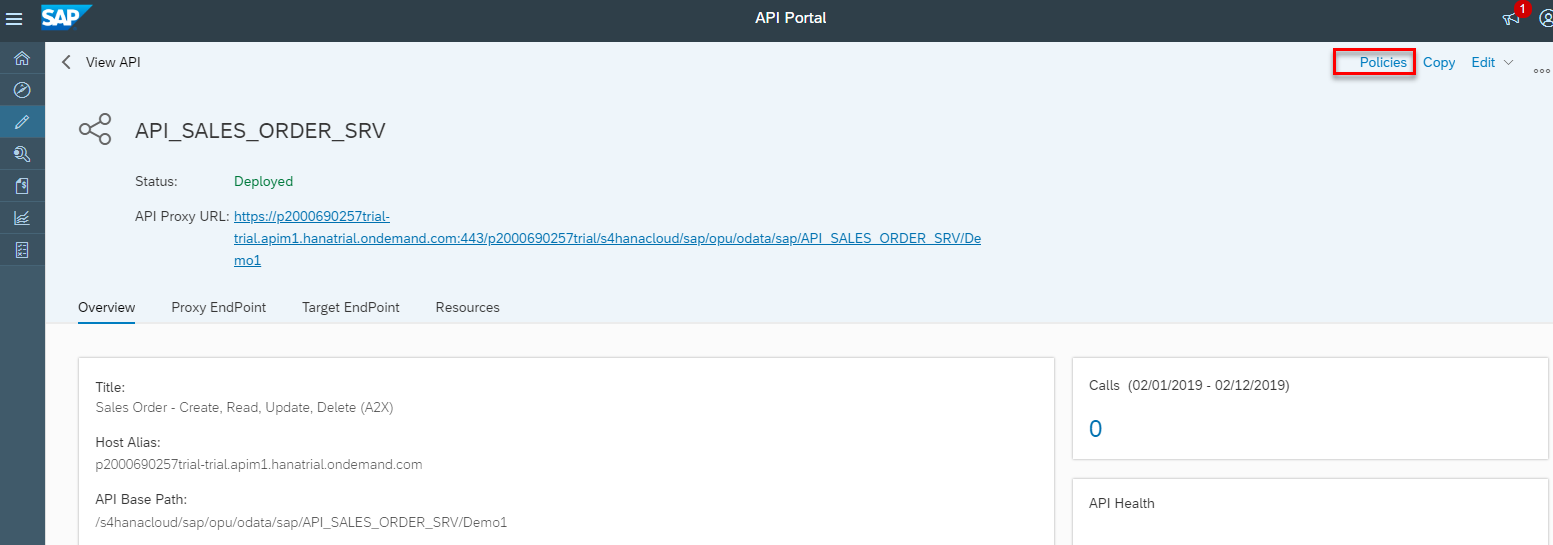 SAP
API Portal
1
View API
Policies Copy Edit
API_SALES_ORDER_SRV
Status: Deployed
API Proxy URL: https://p2000690257trial-
trial.apim1.hanatrial.ondemand.com:443/p2000690257trial/s4hanacloud/sap/opu/odata/sap/API_SALES_ORDER_SRV/De
mo1
Overview Proxy EndPoint Target EndPoint Resources
Title:
Sales Order - Create, Read, Update, Delete (A2X)
Host Alias:
p2000690257trial-trial.apim1.hanatrial.ondemand.com
API Base Path:
/s4hanacloud/sap/opu/odata/sap/API_SALES_ORDER_SRV/Demo1
Calls (02/01/2019 - 02/12/2019)
0
API Health